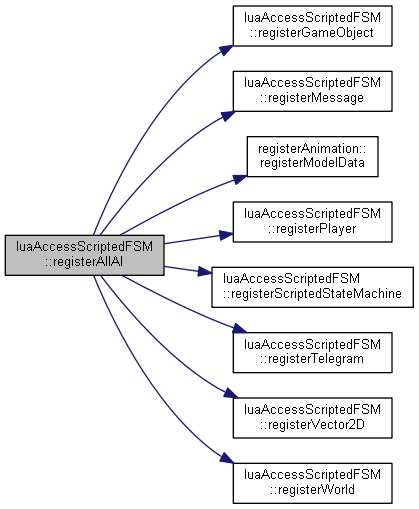 luaAccessScriptedFSM
::registerGameObject
luaAccessScriptedFSM
::registerMessage
registerAnimation::
registerModelData
luaAccessScriptedFSM
::registerPlayer
luaAccessScriptedFSM
::registerAllAI
luaAccessScriptedFSM
::registerScriptedStateMachine
luaAccessScriptedFSM
::registerTelegram
luaAccessScriptedFSM
::registerVector2D
luaAccessScriptedFSM
::registerWorld